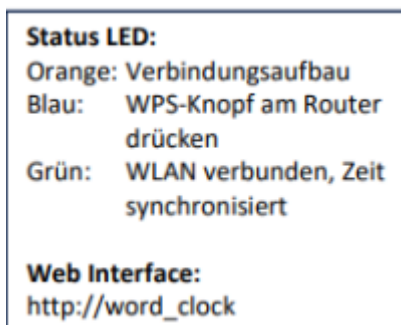 Status LED:
Orange: Verbindungsaufbau
Blau: WPS-Knopf am Router
drücken
Grün: WLAN verbunden, Zeit
synchronisiert
Web Interface:
http://word_clock